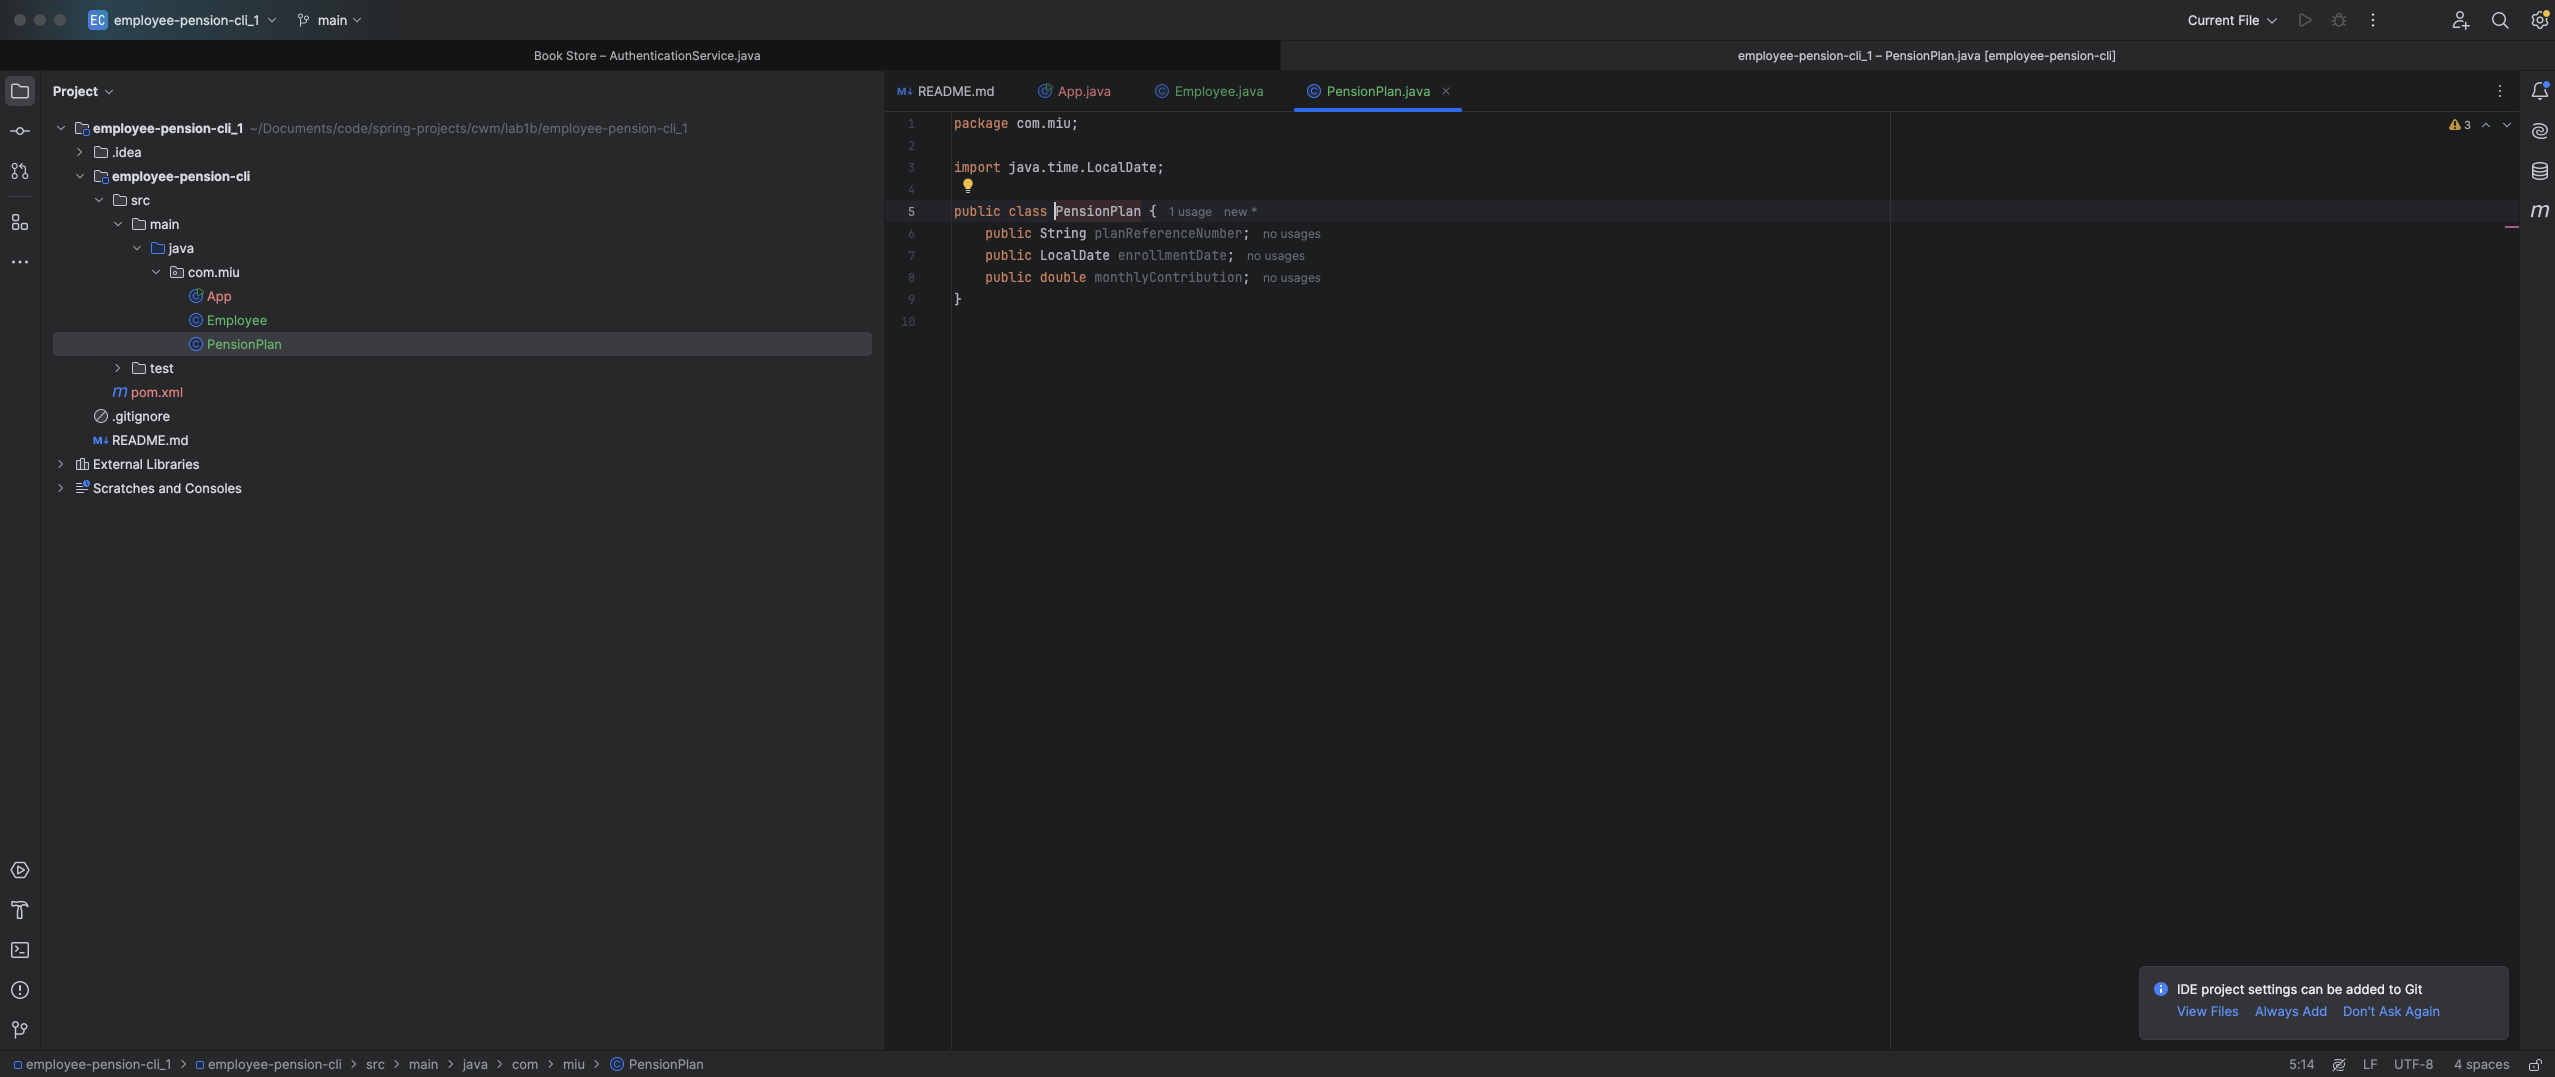 EC employee-pension-cli_1 main Current File
Book Store – AuthenticationService.java employee-pension-cli_1 – PensionPlan.java [employee-pension-cli]
Project
employee-pension-cli_1 ~/Documents/code/spring-projects/cwm/lab1b/employee-pension-cli_1
.idea
employee-pension-cli
src
main
java
com.miu
App
Employee
PensionPlan
test
m pom.xml
.gitignore
M↓ README.md
External Libraries
Scratches and Consoles
M↓ README.md App.java Employee.java PensionPlan.java
1 package com.miu;
2
3 import java.time.LocalDate;
4
5 public class PensionPlan { 1 usage new *
6 public String planReferenceNumber; no usages
7 public LocalDate enrollmentDate; no usages
8 public double monthlyContribution; no usages
9 }
10
3
m
IDE project settings can be added to Git
View Files Always Add Don't Ask Again
employee-pension-cli_1 > employee-pension-cli > src > main > java > com > miu > PensionPlan
5:14 LF UTF-8 4 spaces